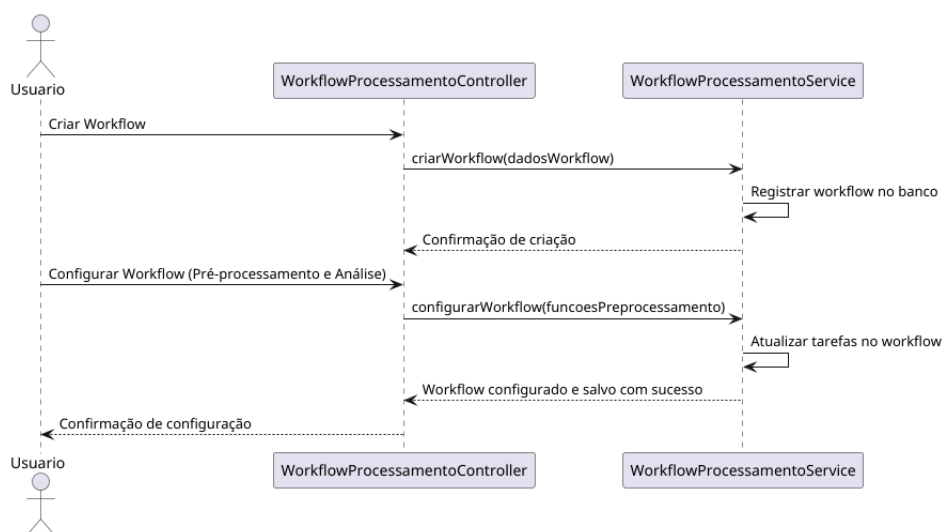 Usuario
WorkflowProcessamentoController
WorkflowProcessamentoService
Criar Workflow
criarWorkflow(dadosWorkflow)
Registrar workflow no banco
Confirmação de criação
Configurar Workflow (Pré-processamento e Análise)
configurarWorkflow(funcoesPreprocessamento)
Atualizar tarefas no workflow
Workflow configurado e salvo com sucesso
Confirmação de configuração
Usuario
WorkflowProcessamentoController
WorkflowProcessamentoService